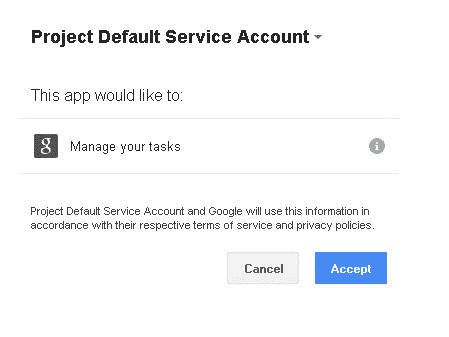 Project Default Service Account
This app would like to:
g Manage your tasks i
Project Default Service Account and Google will use this information in
accordance with their respective terms of service and privacy policies.
Cancel Accept